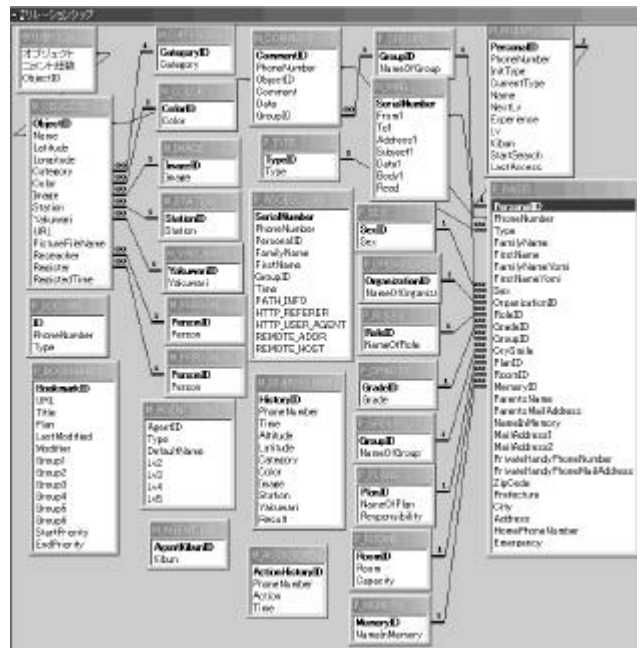 リレーションシップ
オブジェクト
コメント総数
ObjectID
ObjectID
Name
Latitude
Longitude
Category
Color
Image
Station
Yakuwari
URL
PictureFileName
Reseacher
Register
RegistedTime
ID
PhoneNumber
Type
BookmarkID
URL
Title
Plan
LastModified
Modifier
Group1
Group2
Group3
Group4
Group5
Group6
StartPriority
EndPriority
CategoryID
Category
ColorID
Color
ImageID
Image
StationID
Station
YakuwariID
Yakuwari
PersonID
Person
PersonID
Person
AgentID
Type
DefaultName
Lv2
Lv3
Lv4
Lv5
AgentKibunID
Kibun
CommentID
PhoneNumber
ObjectID
Comment
Date
GroupID
TypeID
Type
SerialNumber
PhoneNumber
PersonalID
FamilyName
FirstName
GroupID
Time
PATH_INFO
HTTP_REFERER
HTTP_USER_AGENT
REMOTE_ADDR
REMOTE_HOST
HistoryID
PhoneNumber
Time
Altitude
Latitude
Category
Color
Image
Station
Yakuwari
Result
ActionHistoryID
PhoneNumber
Action
Time
GroupID
NameOfGroup
SerialNumber
From1
To1
Address1
Subject1
Date1
Body1
Read
SexID
Sex
OrganizationID
NameOfOrganiz
RoleID
NameOfRole
GradeID
Grade
GroupID
NameOfGroup
PlanID
NameOfPlan
Responsibility
RoomID
Room
Capacity
MemoryID
NameInMemory
PersonalID
PhoneNumber
InitType
CurrentType
Name
NextLv
Experience
Lv
Kibun
StartSearch
LastAccess
PersonalID
PhoneNumber
Type
FamilyName
FirstName
FamilyNameYomi
FirstNameYomi
Sex
OrganizationID
RoleID
GradeID
GroupID
CrySmile
PlanID
RoomID
MemoryID
ParentsName
ParentsMailAddress
NameInMemory
MailAddress1
MailAddress2
PrivateHandyPhoneNumber
PrivateHandyPhoneMailAddress
ZipCode
Prefecture
City
Address
HomePhoneNumber
Emergency